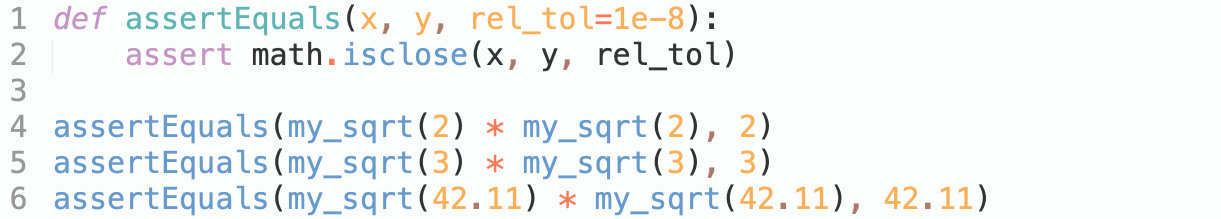 1 def assertEquals(x, y, rel_tol=1e-8):
2     assert math.isclose(x, y, rel_tol)
3
4 assertEquals(my_sqrt(2) * my_sqrt(2), 2)
5 assertEquals(my_sqrt(3) * my_sqrt(3), 3)
6 assertEquals(my_sqrt(42.11) * my_sqrt(42.11), 42.11)